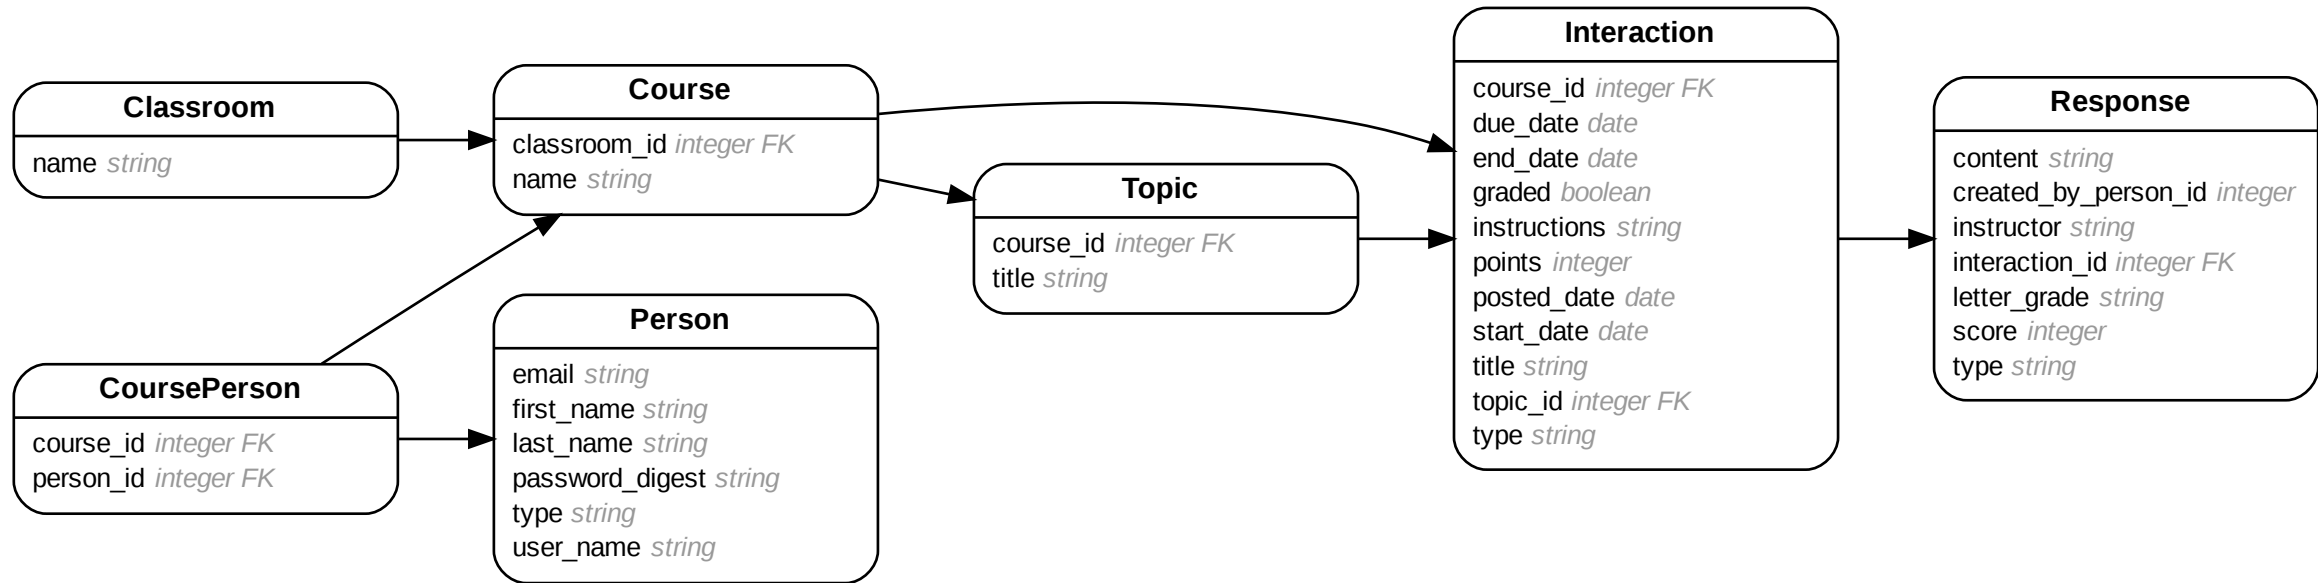 Classroom
name string
Course
classroom_id integer FK
name string
CoursePerson
course_id integer FK
person_id integer FK
Person
email string
first_name string
last_name string
password_digest string
type string
user_name string
Topic
course_id integer FK
title string
Interaction
course_id integer FK
due_date date
end_date date
graded boolean
instructions string
points integer
posted_date date
start_date date
title string
topic_id integer FK
type string
Response
content string
created_by_person_id integer
instructor string
interaction_id integer FK
letter_grade string
score integer
type string